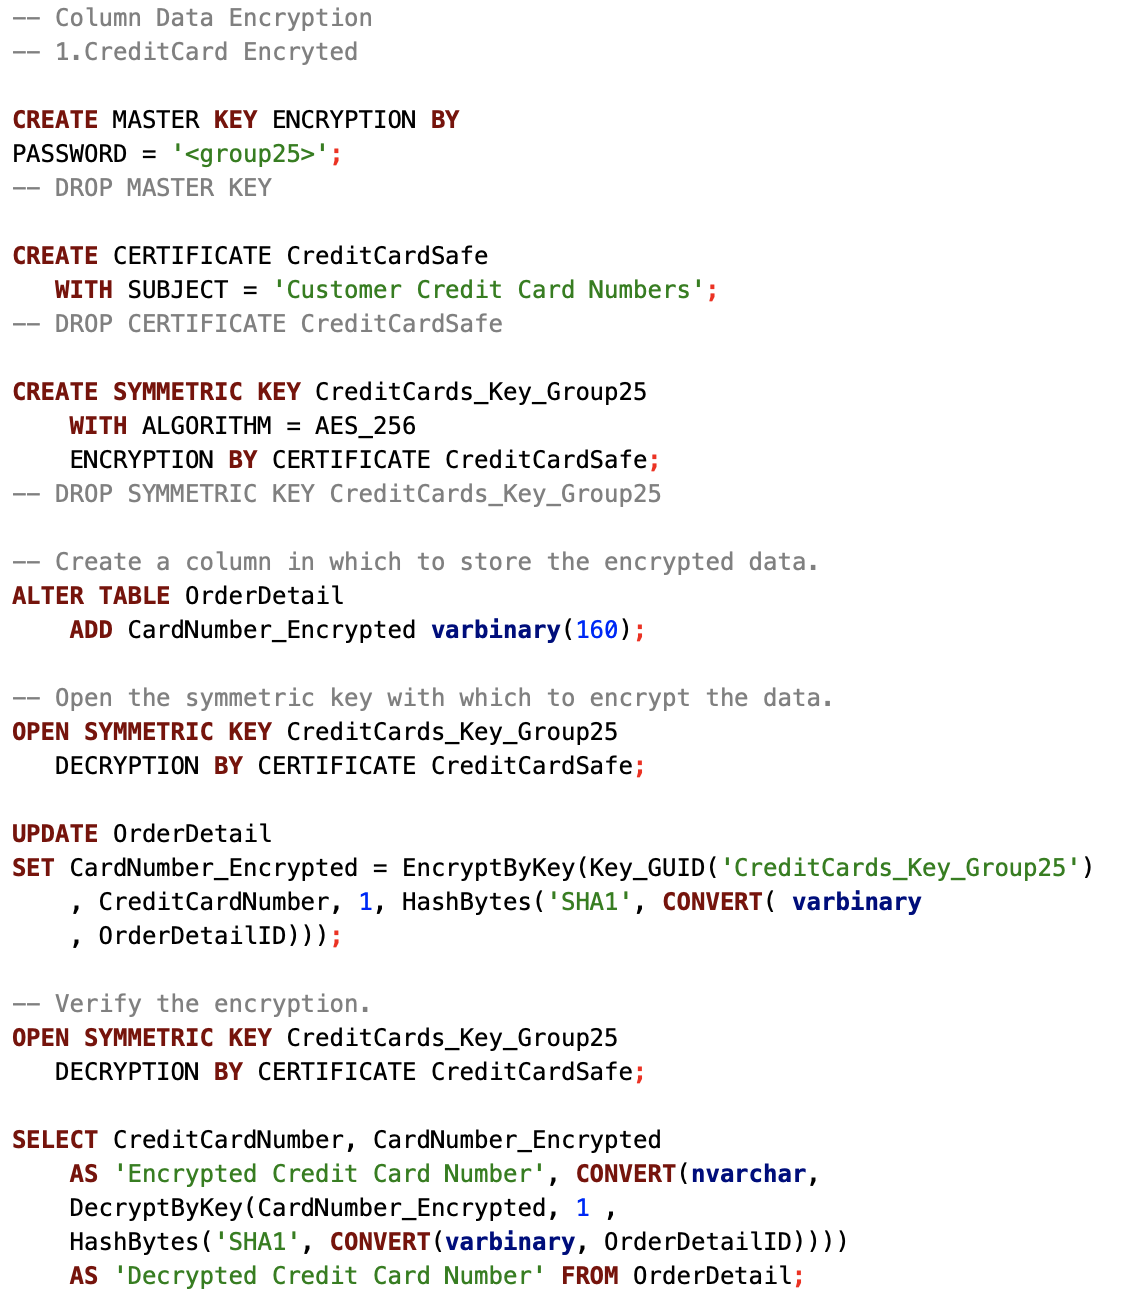 -- Column Data Encryption
-- 1.CreditCard Encryted
CREATE MASTER KEY ENCRYPTION BY
PASSWORD = '<group25>';
-- DROP MASTER KEY
CREATE CERTIFICATE CreditCardSafe
WITH SUBJECT = 'Customer Credit Card Numbers';
-- DROP CERTIFICATE CreditCardSafe
CREATE SYMMETRIC KEY CreditCards_Key_Group25
WITH ALGORITHM = AES_256
ENCRYPTION BY CERTIFICATE CreditCardSafe;
-- DROP SYMMETRIC KEY CreditCards_Key_Group25
-- Create a column in which to store the encrypted data.
ALTER TABLE OrderDetail
ADD CardNumber_Encrypted varbinary(160);
-- Open the symmetric key with which to encrypt the data.
OPEN SYMMETRIC KEY CreditCards_Key_Group25
DECRYPTION BY CERTIFICATE CreditCardSafe;
UPDATE OrderDetail
SET CardNumber_Encrypted = EncryptByKey(Key_GUID('CreditCards_Key_Group25')
, CreditCardNumber, 1, HashBytes('SHA1', CONVERT( varbinary
, OrderDetailID)));
-- Verify the encryption.
OPEN SYMMETRIC KEY CreditCards_Key_Group25
DECRYPTION BY CERTIFICATE CreditCardSafe;
SELECT CreditCardNumber, CardNumber_Encrypted
AS 'Encrypted Credit Card Number', CONVERT(nvarchar,
DecryptByKey(CardNumber_Encrypted, 1 ,
HashBytes('SHA1', CONVERT(varbinary, OrderDetailID))))
AS 'Decrypted Credit Card Number' FROM OrderDetail;